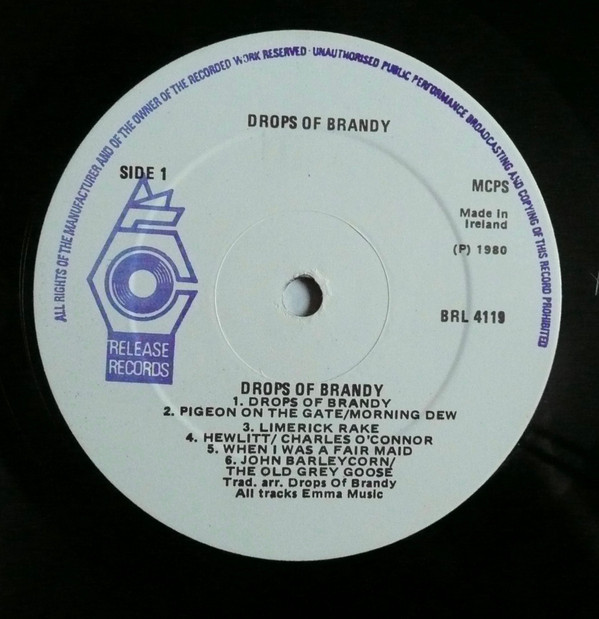 ALL RIGHTS OF THE MANUFACTURER AND OF THE OWNER OF THE RECORDED WORK RESERVED · UNAUTHORISED PUBLIC PERFORMANCE BROADCASTING AND COPYING OF THIS RECORD PROHIBITED
DROPS OF BRANDY
SIDE 1
MCPS
Made in
Ireland
(P) 1980
BRL 4119
RELEASE
RECORDS
DROPS OF BRANDY
1. DROPS OF BRANDY
2. PIGEON ON THE GATE/MORNING DEW
3. LIMERICK RAKE
4. HEWLITT/ CHARLES O'CONNOR
5. WHEN I WAS A FAIR MAID
6. JOHN BARLEYCORN/
THE OLD GREY GOOSE
Trad. arr. Drops Of Brandy
All tracks Emma Music